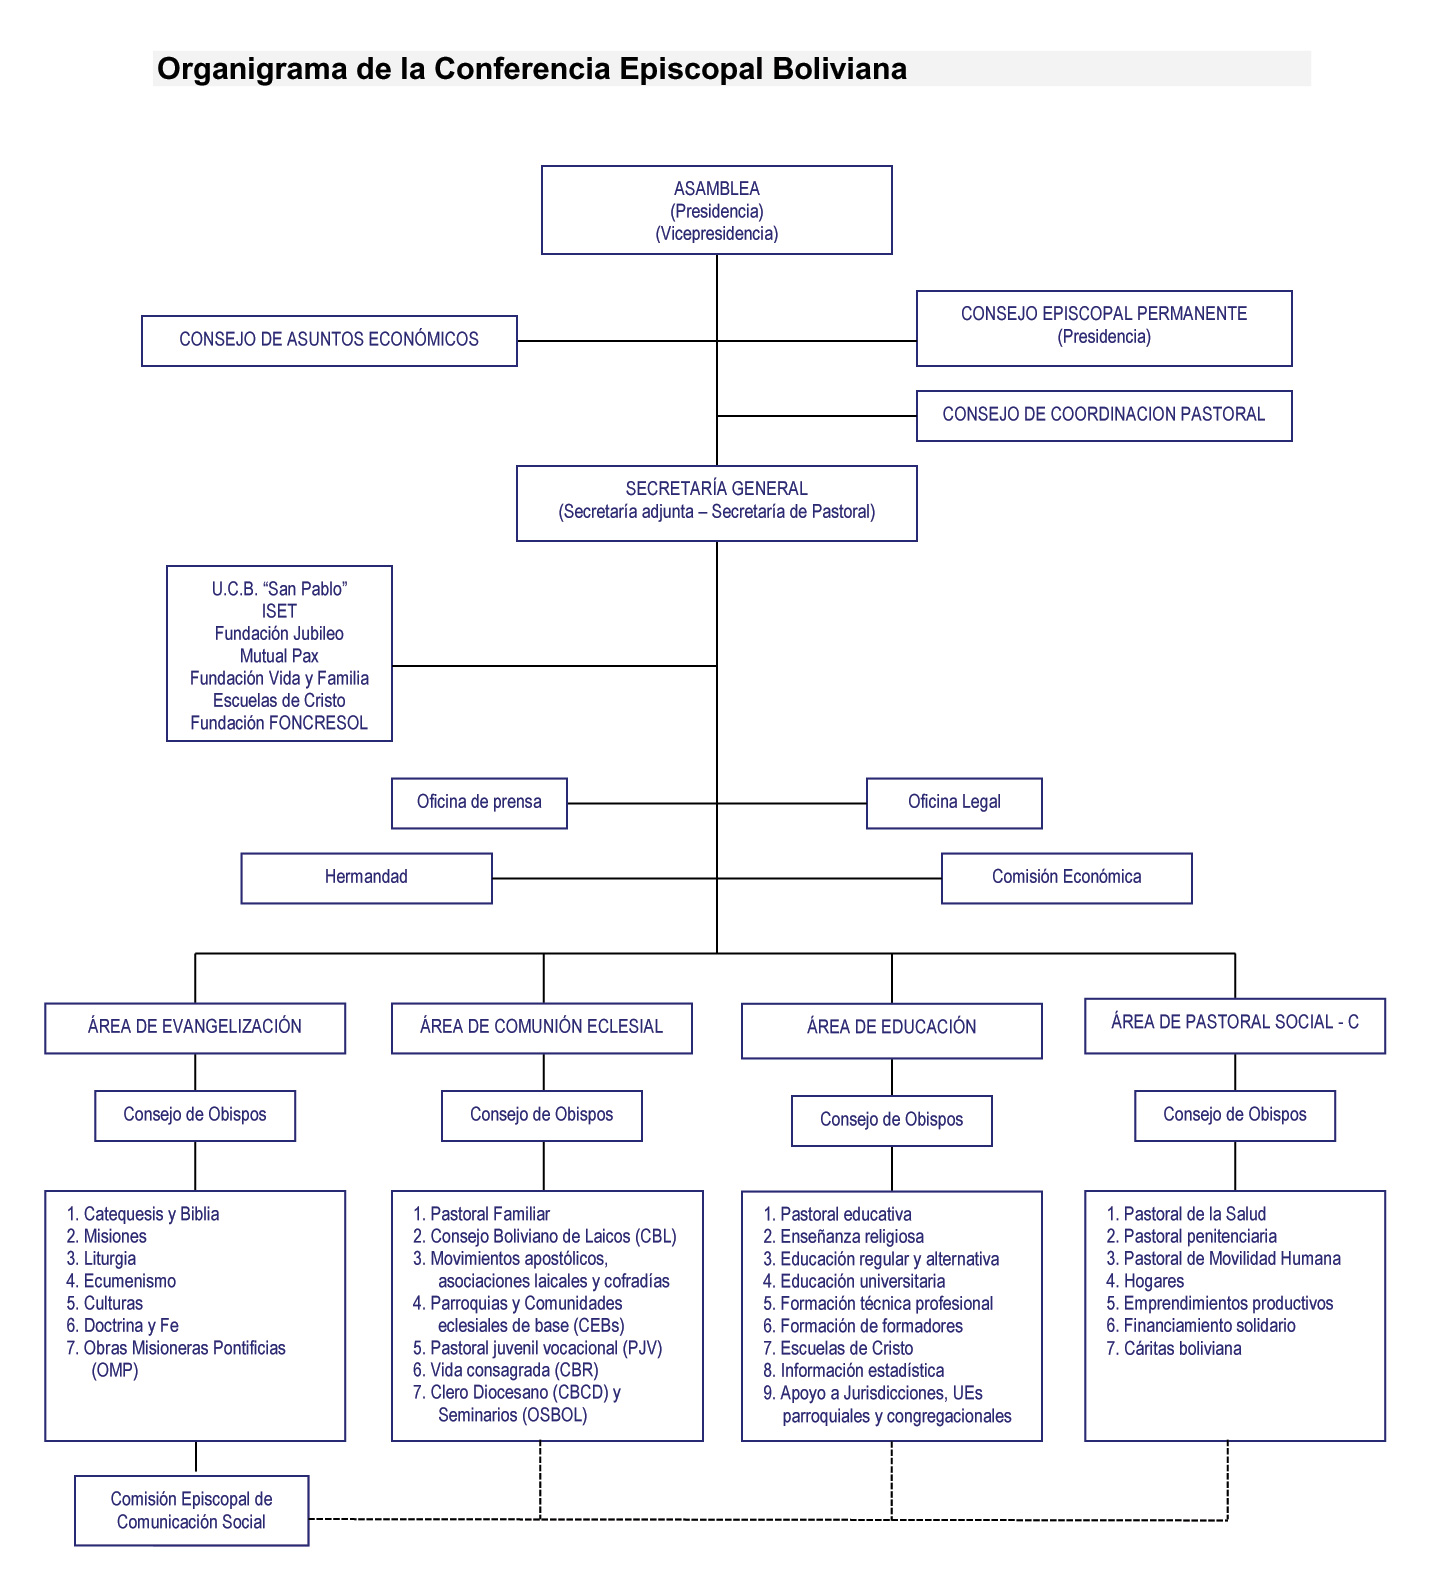 Organigrama de la Conferencia Episcopal Boliviana
ASAMBLEA
(Presidencia)
(Vicepresidencia)
CONSEJO DE ASUNTOS ECONÓMICOS
CONSEJO EPISCOPAL PERMANENTE
(Presidencia)
CONSEJO DE COORDINACION PASTORAL
SECRETARÍA GENERAL
(Secretaría adjunta – Secretaría de Pastoral)
U.C.B. “San Pablo”
ISET
Fundación Jubileo
Mutual Pax
Fundación Vida y Familia
Escuelas de Cristo
Fundación FONCRESOL
Oficina de prensa
Oficina Legal
Hermandad
Comisión Económica
ÁREA DE EVANGELIZACIÓN
Consejo de Obispos
1. Catequesis y Biblia
2. Misiones
3. Liturgia
4. Ecumenismo
5. Culturas
6. Doctrina y Fe
7. Obras Misioneras Pontificias
(OMP)
Comisión Episcopal de
Comunicación Social
ÁREA DE COMUNIÓN ECLESIAL
Consejo de Obispos
1. Pastoral Familiar
2. Consejo Boliviano de Laicos (CBL)
3. Movimientos apostólicos,
asociaciones laicales y cofradías
4. Parroquias y Comunidades
eclesiales de base (CEBs)
5. Pastoral juvenil vocacional (PJV)
6. Vida consagrada (CBR)
7. Clero Diocesano (CBCD) y
Seminarios (OSBOL)
ÁREA DE EDUCACIÓN
Consejo de Obispos
1. Pastoral educativa
2. Enseñanza religiosa
3. Educación regular y alternativa
4. Educación universitaria
5. Formación técnica profesional
6. Formación de formadores
7. Escuelas de Cristo
8. Información estadística
9. Apoyo a Jurisdicciones, UEs
parroquiales y congregacionales
ÁREA DE PASTORAL SOCIAL - C
Consejo de Obispos
1. Pastoral de la Salud
2. Pastoral penitenciaria
3. Pastoral de Movilidad Humana
4. Hogares
5. Emprendimientos productivos
6. Financiamiento solidario
7. Cáritas boliviana